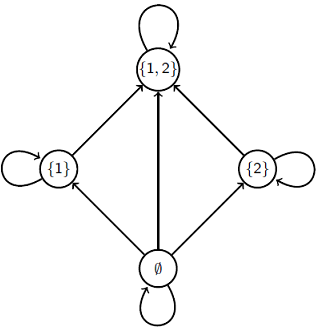 {1, 2}
{1}
{2}
∅